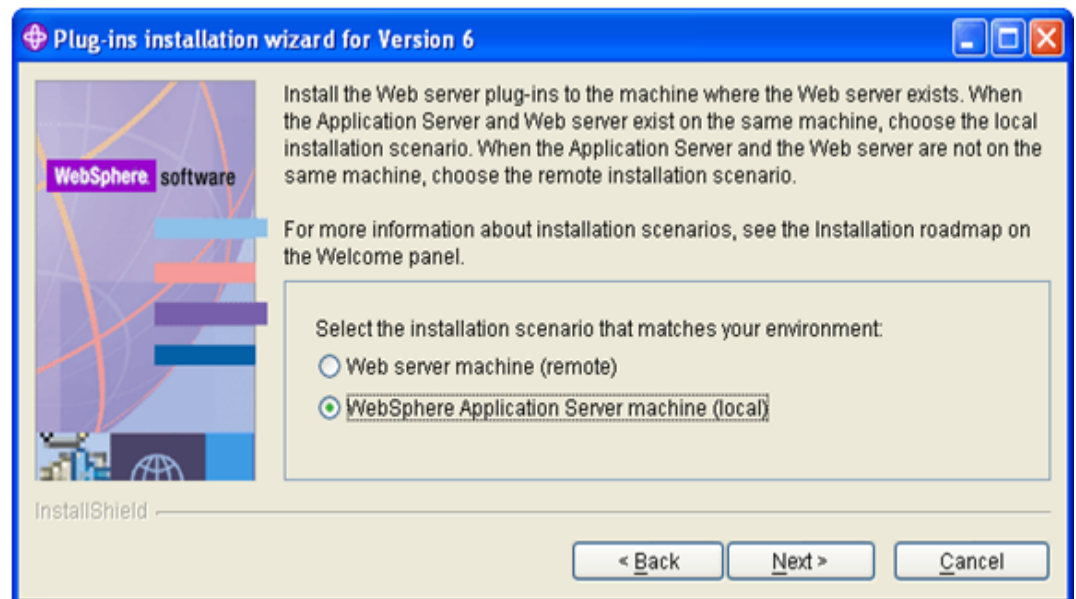 Plug-ins installation wizard for Version 6
Install the Web server plug-ins to the machine where the Web server exists. When
the Application Server and Web server exist on the same machine, choose the local
installation scenario. When the Application Server and the Web server are not on the
same machine, choose the remote installation scenario.
WebSphere. software
For more information about installation scenarios, see the Installation roadmap on
the Welcome panel.
Select the installation scenario that matches your environment:
Web server machine (remote)
WebSphere Application Server machine (local)
InstallShield
< Back
Next >
Cancel